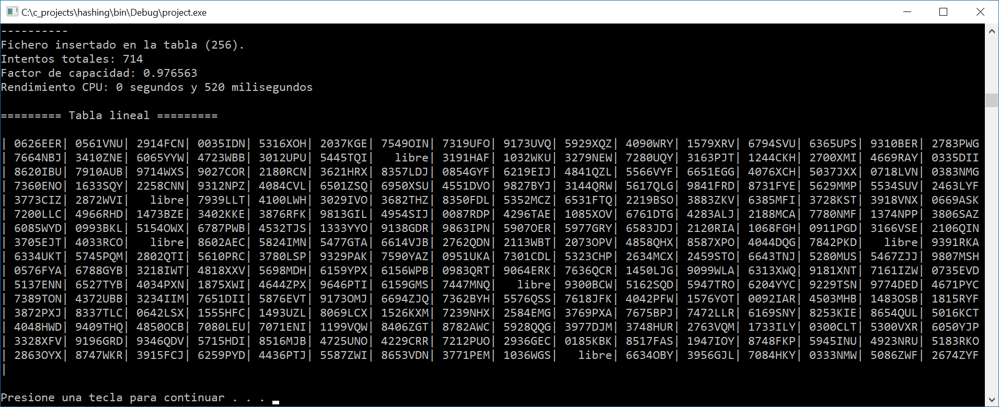 C:\c_projects\hashing\bin\Debug\project.exe
----------
Fichero insertado en la tabla (256).
Intentos totales: 714
Factor de capacidad: 0.976563
Rendimiento CPU: 0 segundos y 520 milisegundos
========= Tabla lineal =========
| 0626EER| 0561VNU| 2914FCN| 0035IDN| 5316XOH| 2037KGE| 7549OIN| 7319UFO| 9173UVQ| 5929XQZ| 4090WRY| 1579XRV| 6794SVU| 6365UPS| 9310BER| 2783PWG
| 7664NBJ| 3410ZNE| 6065YYW| 4723WBB| 3012UPU| 5445TQI|   libre| 3191HAF| 1032WKU| 3279NEW| 7280UQY| 3163PJT| 1244CKH| 2700XMI| 4669RAY| 0335DII
| 8620IBU| 7910AUB| 9714WXS| 9027COR| 2180RCN| 3621HRX| 8357LDJ| 0854GYF| 6219EIJ| 4841QZL| 5566VYF| 6651EGG| 4076XCH| 5037JXX| 0718LVN| 0383NMG
| 7360ENO| 1633SQY| 2258CNN| 9312NPZ| 4084CVL| 6501ZSQ| 6950XSU| 4551DVO| 9827BYJ| 3144QRW| 5617QLG| 9841FRD| 8731FYE| 5629MMP| 5534SUV| 2463LYF
| 3773CIZ| 2872WVI|   libre| 7939LLT| 4100LWH| 3029IVO| 3682THZ| 8350FDL| 5352MCZ| 6531FTQ| 2219BSO| 3883ZKV| 6385MFI| 3728KST| 3918VNX| 0669ASK
| 7200LLC| 4966RHD| 1473BZE| 3402KKE| 3876RFK| 9813GIL| 4954SIJ| 0087RDP| 4296TAE| 1085XOV| 6761DTG| 4283ALJ| 2188MCA| 7780NMF| 1374NPP| 3806SAZ
| 6085WYD| 0993BKL| 5154OWX| 6787PWB| 4532TJS| 1333YYO| 9138GDR| 9863IPN| 5907OER| 5977GRY| 6583JDJ| 2120RIA| 1068FGH| 0911PGD| 3166VSE| 2106QIN
| 3705EJT| 4033RCO|   libre| 8602AEC| 5824IMN| 5477GTA| 6614VJB| 2762QDN| 2113WBT| 2073OPV| 4858QHX| 8587XPO| 4044DQG| 7842PKD|   libre| 9391RKA
| 6334UKT| 5745PQM| 2802QTI| 5610PRC| 3780LSP| 9329PAK| 7590YAZ| 0951UKA| 7301CDL| 5323CHP| 2634MCX| 2459STO| 6643TNJ| 5280MUS| 5467ZJJ| 9807MSH
| 0576FYA| 6788GYB| 3218IWT| 4818XXV| 5698MDH| 6159YPX| 6156WPB| 0983QRT| 9064ERK| 7636QCR| 1450LJG| 9099WLA| 6313XWQ| 9181XNT| 7161IZW| 0735EVD
| 5137ENN| 6527TYB| 4034PXN| 1875XWI| 4644ZPX| 9646PTI| 6159GMS| 7447MNQ|   libre| 9300BCW| 5162SQD| 5947TRO| 6204YYC| 9229TSN| 9774DED| 4671PYC
| 7389TON| 4372UBB| 3234IIM| 7651DII| 5876EVT| 9173OMJ| 6694ZJQ| 7362BYH| 5576QSS| 7618JFK| 4042PFW| 1576YOT| 0092IAR| 4503MHB| 1483OSB| 1815RYF
| 3872PXJ| 8337TLC| 0642LSX| 1555HFC| 1493UZL| 8069LCX| 1526KXM| 7239NHX| 2584EMG| 3769PXA| 7675BPJ| 7472LLR| 6169SNY| 8253KIE| 8654QUL| 5016KCT
| 4048HWD| 9409THQ| 4850OCB| 7080LEU| 7071ENI| 1199VQW| 8406ZGT| 8782AWC| 5928QQG| 3977DJM| 3748HUR| 2763VQM| 1733ILY| 0300CLT| 5300VXR| 6050YJP
| 3328XFV| 9196GRD| 9346QDV| 5715HDI| 8516MJB| 4725UNO| 4229CRR| 7212PUO| 2936GEC| 0185KBK| 8517FAS| 1947IOY| 8748FKP| 5945INU| 4923NRU| 5183RKO
| 2863OYX| 8747WKR| 3915FCJ| 6259PYD| 4436PTJ| 5587ZWI| 8653VDN| 3771PEM| 1036WGS|   libre| 6634OBY| 3956GJL| 7084HKY| 0333NMW| 5086ZWF| 2674ZYF
|
Presione una tecla para continuar . . .